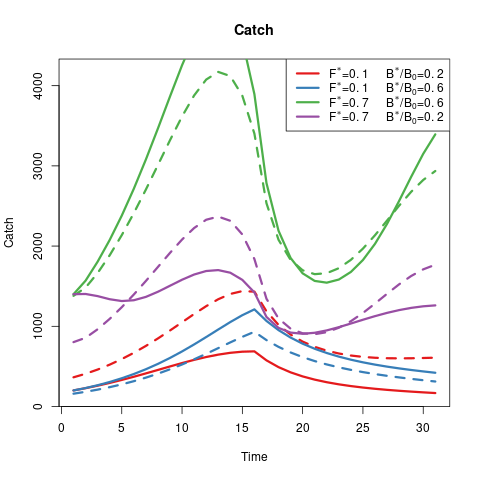 Catch
F*=0.1 B*/B₀=0.2
F*=0.1 B*/B₀=0.6
F*=0.7 B*/B₀=0.6
F*=0.7 B*/B₀=0.2
Catch
4000
3000
2000
1000
0
0 5 10 15 20 25 30
Time